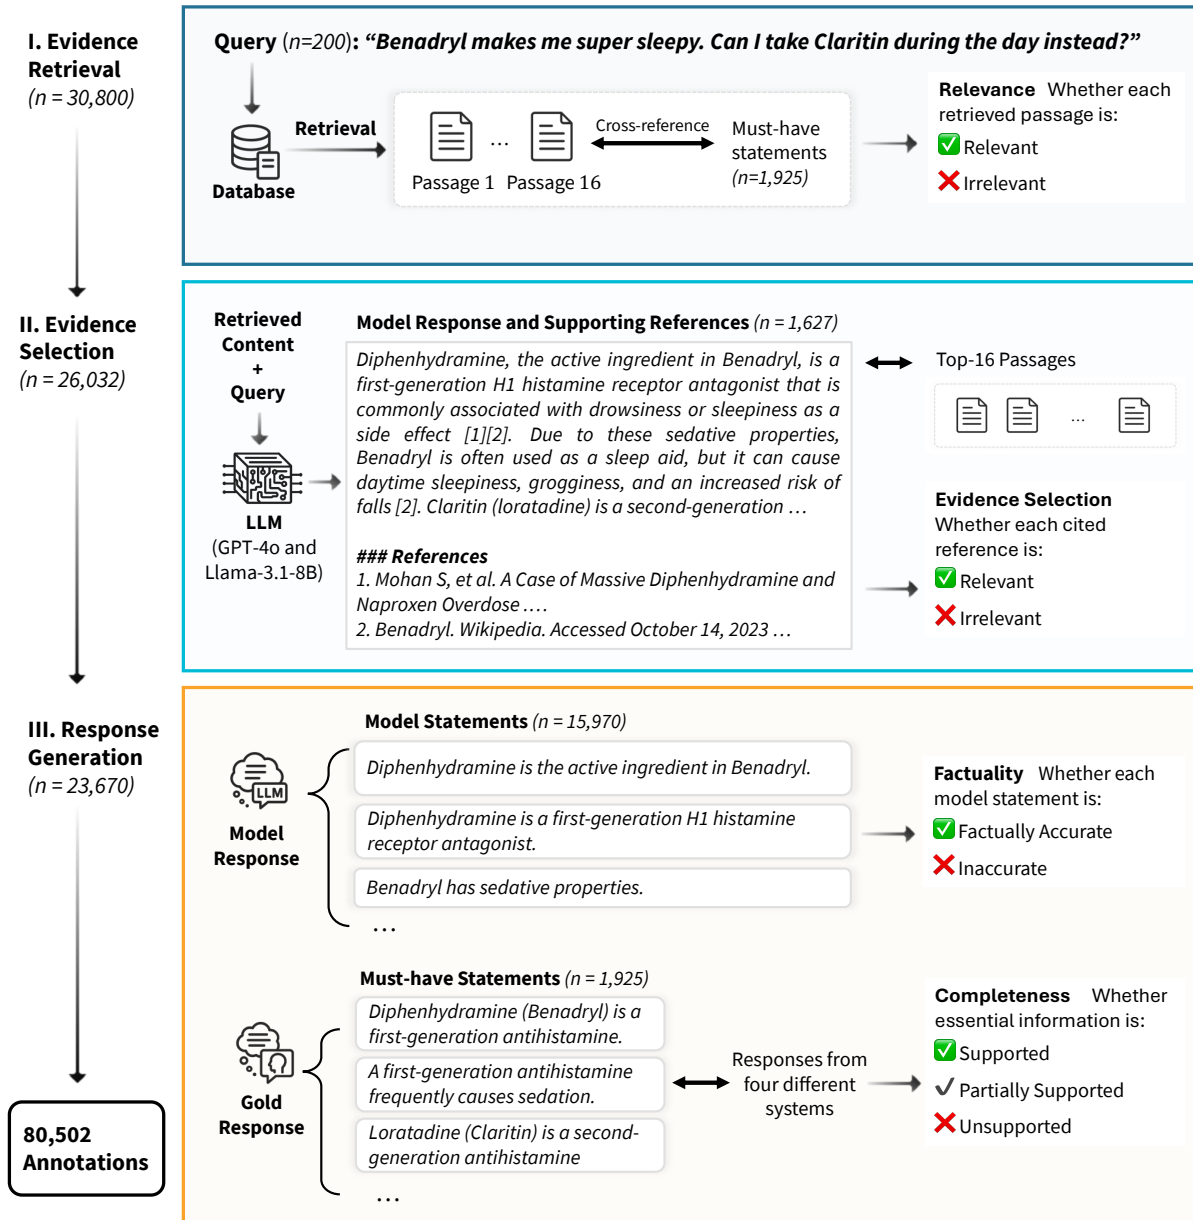 I. Evidence
Retrieval
(n = 30,800)
Query (n=200): “Benadryl makes me super sleepy. Can I take Claritin during the day instead?”
Database
Retrieval
...
Passage 1 Passage 16
Cross-reference
Must-have
statements
(n=1,925)
Relevance Whether each
retrieved passage is:
✅ Relevant
❌ Irrelevant
II. Evidence
Selection
(n = 26,032)
Retrieved
Content
+
Query
LLM
(GPT-4o and
Llama-3.1-8B)
Model Response and Supporting References (n = 1,627)
Diphenhydramine, the active ingredient in Benadryl, is a
first-generation H1 histamine receptor antagonist that is
commonly associated with drowsiness or sleepiness as a
side effect [1][2]. Due to these sedative properties,
Benadryl is often used as a sleep aid, but it can cause
daytime sleepiness, grogginess, and an increased risk of
falls [2]. Claritin (loratadine) is a second-generation ...
### References
1. Mohan S, et al. A Case of Massive Diphenhydramine and
Naproxen Overdose ....
2. Benadryl. Wikipedia. Accessed October 14, 2023 ...
Top-16 Passages
...
Evidence Selection
Whether each cited
reference is:
✅ Relevant
❌ Irrelevant
III. Response
Generation
(n = 23,670)
LLM
Model
Response
Model Statements (n = 15,970)
Diphenhydramine is the active ingredient in Benadryl.
Diphenhydramine is a first-generation H1 histamine
receptor antagonist.
Benadryl has sedative properties.
...
Factuality Whether each
model statement is:
✅ Factually Accurate
❌ Inaccurate
Gold
Response
Must-have Statements (n = 1,925)
Diphenhydramine (Benadryl) is a
first-generation antihistamine.
A first-generation antihistamine
frequently causes sedation.
Loratadine (Claritin) is a second-
generation antihistamine
...
Responses from
four different
systems
Completeness Whether
essential information is:
✅ Supported
✓ Partially Supported
❌ Unsupported
80,502
Annotations